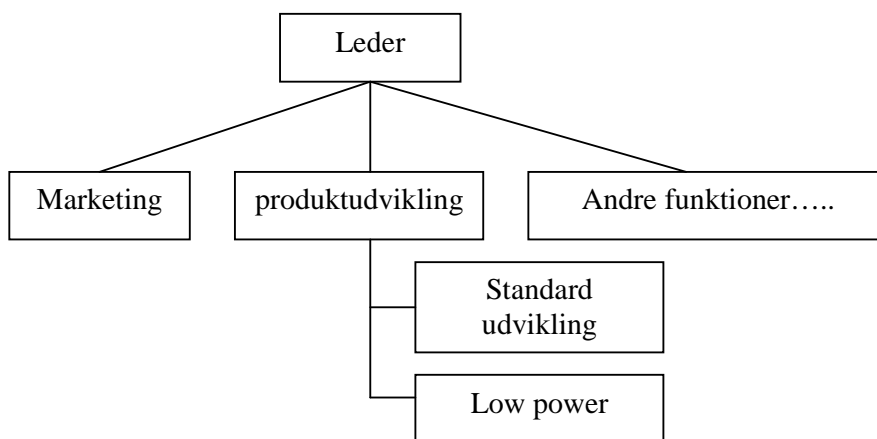 Leder
Marketing
produktudvikling
Andre funktioner…..
Standard
udvikling
Low power